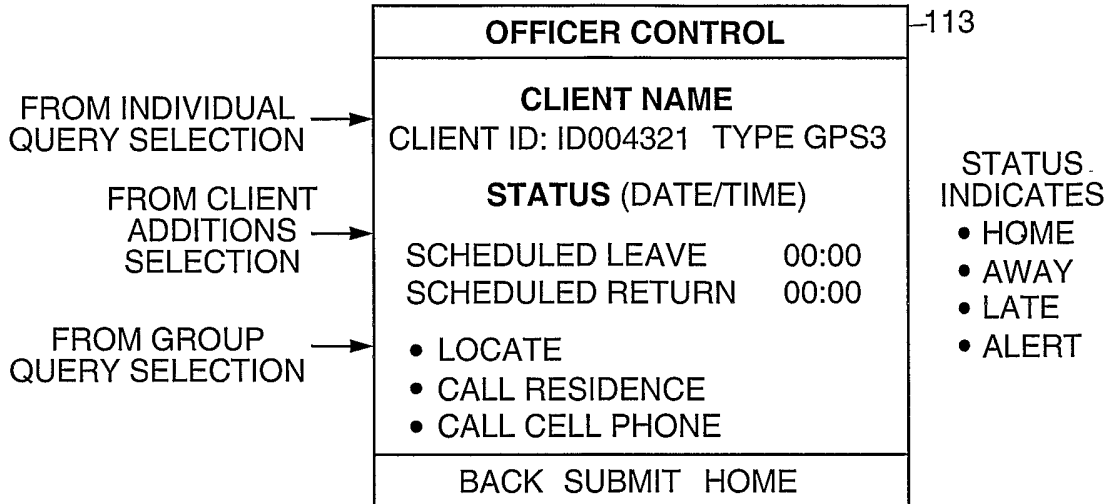 OFFICER CONTROL
113
CLIENT NAME
CLIENT ID: ID004321 TYPE GPS3
STATUS (DATE/TIME)
SCHEDULED LEAVE 00:00
SCHEDULED RETURN 00:00
• LOCATE
• CALL RESIDENCE
• CALL CELL PHONE
BACK SUBMIT HOME
FROM INDIVIDUAL
QUERY SELECTION
FROM CLIENT
ADDITIONS
SELECTION
FROM GROUP
QUERY SELECTION
STATUS
INDICATES
• HOME
• AWAY
• LATE
• ALERT